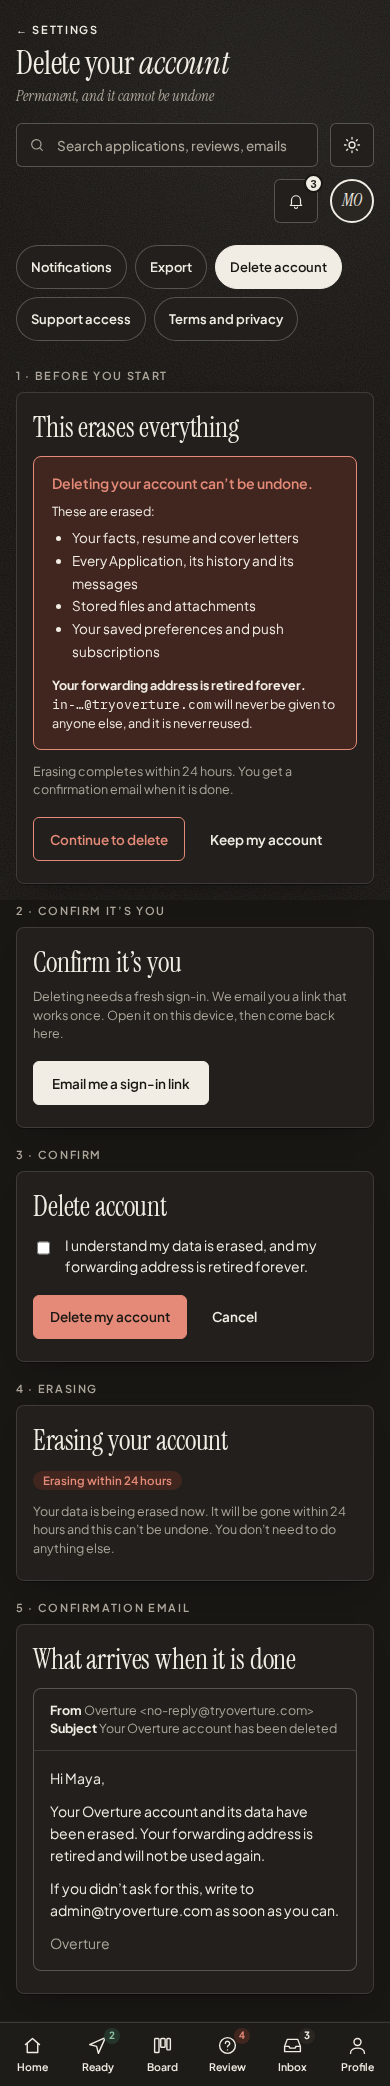 ← SETTINGS
Delete your account
Permanent, and it cannot be undone
Search applications, reviews, emails
3
MO
Notifications
Export
Delete account
Support access
Terms and privacy
1 · BEFORE YOU START
This erases everything
Deleting your account can't be undone.
These are erased:
• Your facts, resume and cover letters
• Every Application, its history and its
messages
• Stored files and attachments
• Your saved preferences and push
subscriptions
Your forwarding address is retired forever.
in-…@tryoverture.com will never be given to
anyone else, and it is never reused.
Erasing completes within 24 hours. You get a
confirmation email when it is done.
Continue to delete
Keep my account
2 · CONFIRM IT'S YOU
Confirm it's you
Deleting needs a fresh sign-in. We email you a link that
works once. Open it on this device, then come back
here.
Email me a sign-in link
3 · CONFIRM
Delete account
I understand my data is erased, and my
forwarding address is retired forever.
Delete my account
Cancel
4 · ERASING
Erasing your account
Erasing within 24 hours
Your data is being erased now. It will be gone within 24
hours and this can't be undone. You don't need to do
anything else.
5 · CONFIRMATION EMAIL
What arrives when it is done
From Overture <no-reply@tryoverture.com>
Subject Your Overture account has been deleted
Hi Maya,
Your Overture account and its data have
been erased. Your forwarding address is
retired and will not be used again.
If you didn't ask for this, write to
admin@tryoverture.com as soon as you can.
Overture
2
4
3
Home
Ready
Board
Review
Inbox
Profile